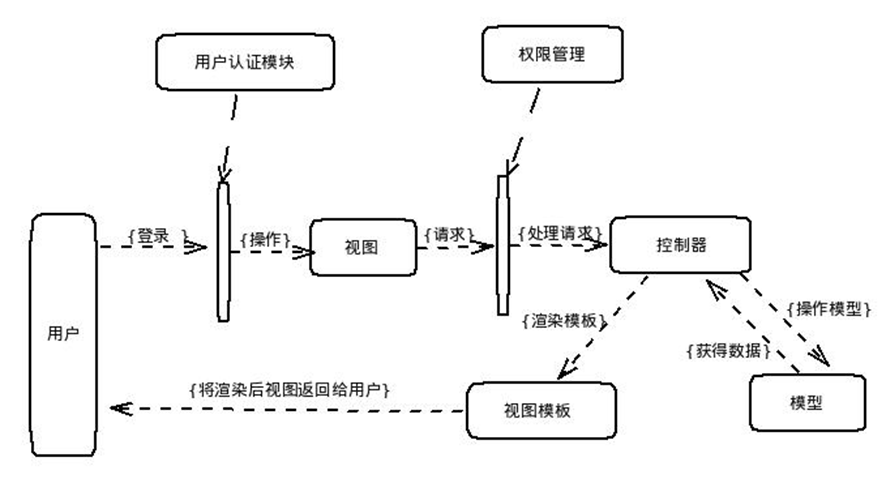 用户认证模块
权限管理
{登录 }
{操作}
视图
{请求}
{处理请求}
控制器
用户
{渲染模板}
{操作模型}
{获得数据}
{将渲染后视图返回给用户}
视图模板
模型